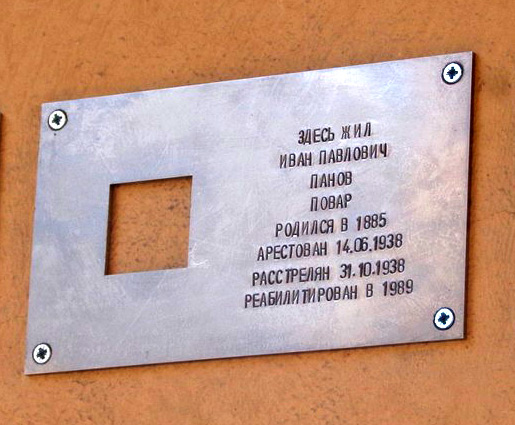 ЗДЕСЬ ЖИЛ
ИВАН ПАВЛОВИЧ
ПАНОВ
ПОВАР
РОДИЛСЯ В 1885
АРЕСТОВАН 14.06.1938
РАССТРЕЛЯН 31.10.1938
РЕАБИЛИТИРОВАН В 1989